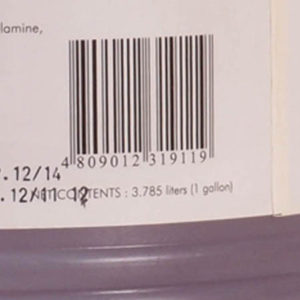 lamine,
.12/14
4 809012 319119
.12/11 12
NET CONTENTS : 3.785 liters (1 gallon)